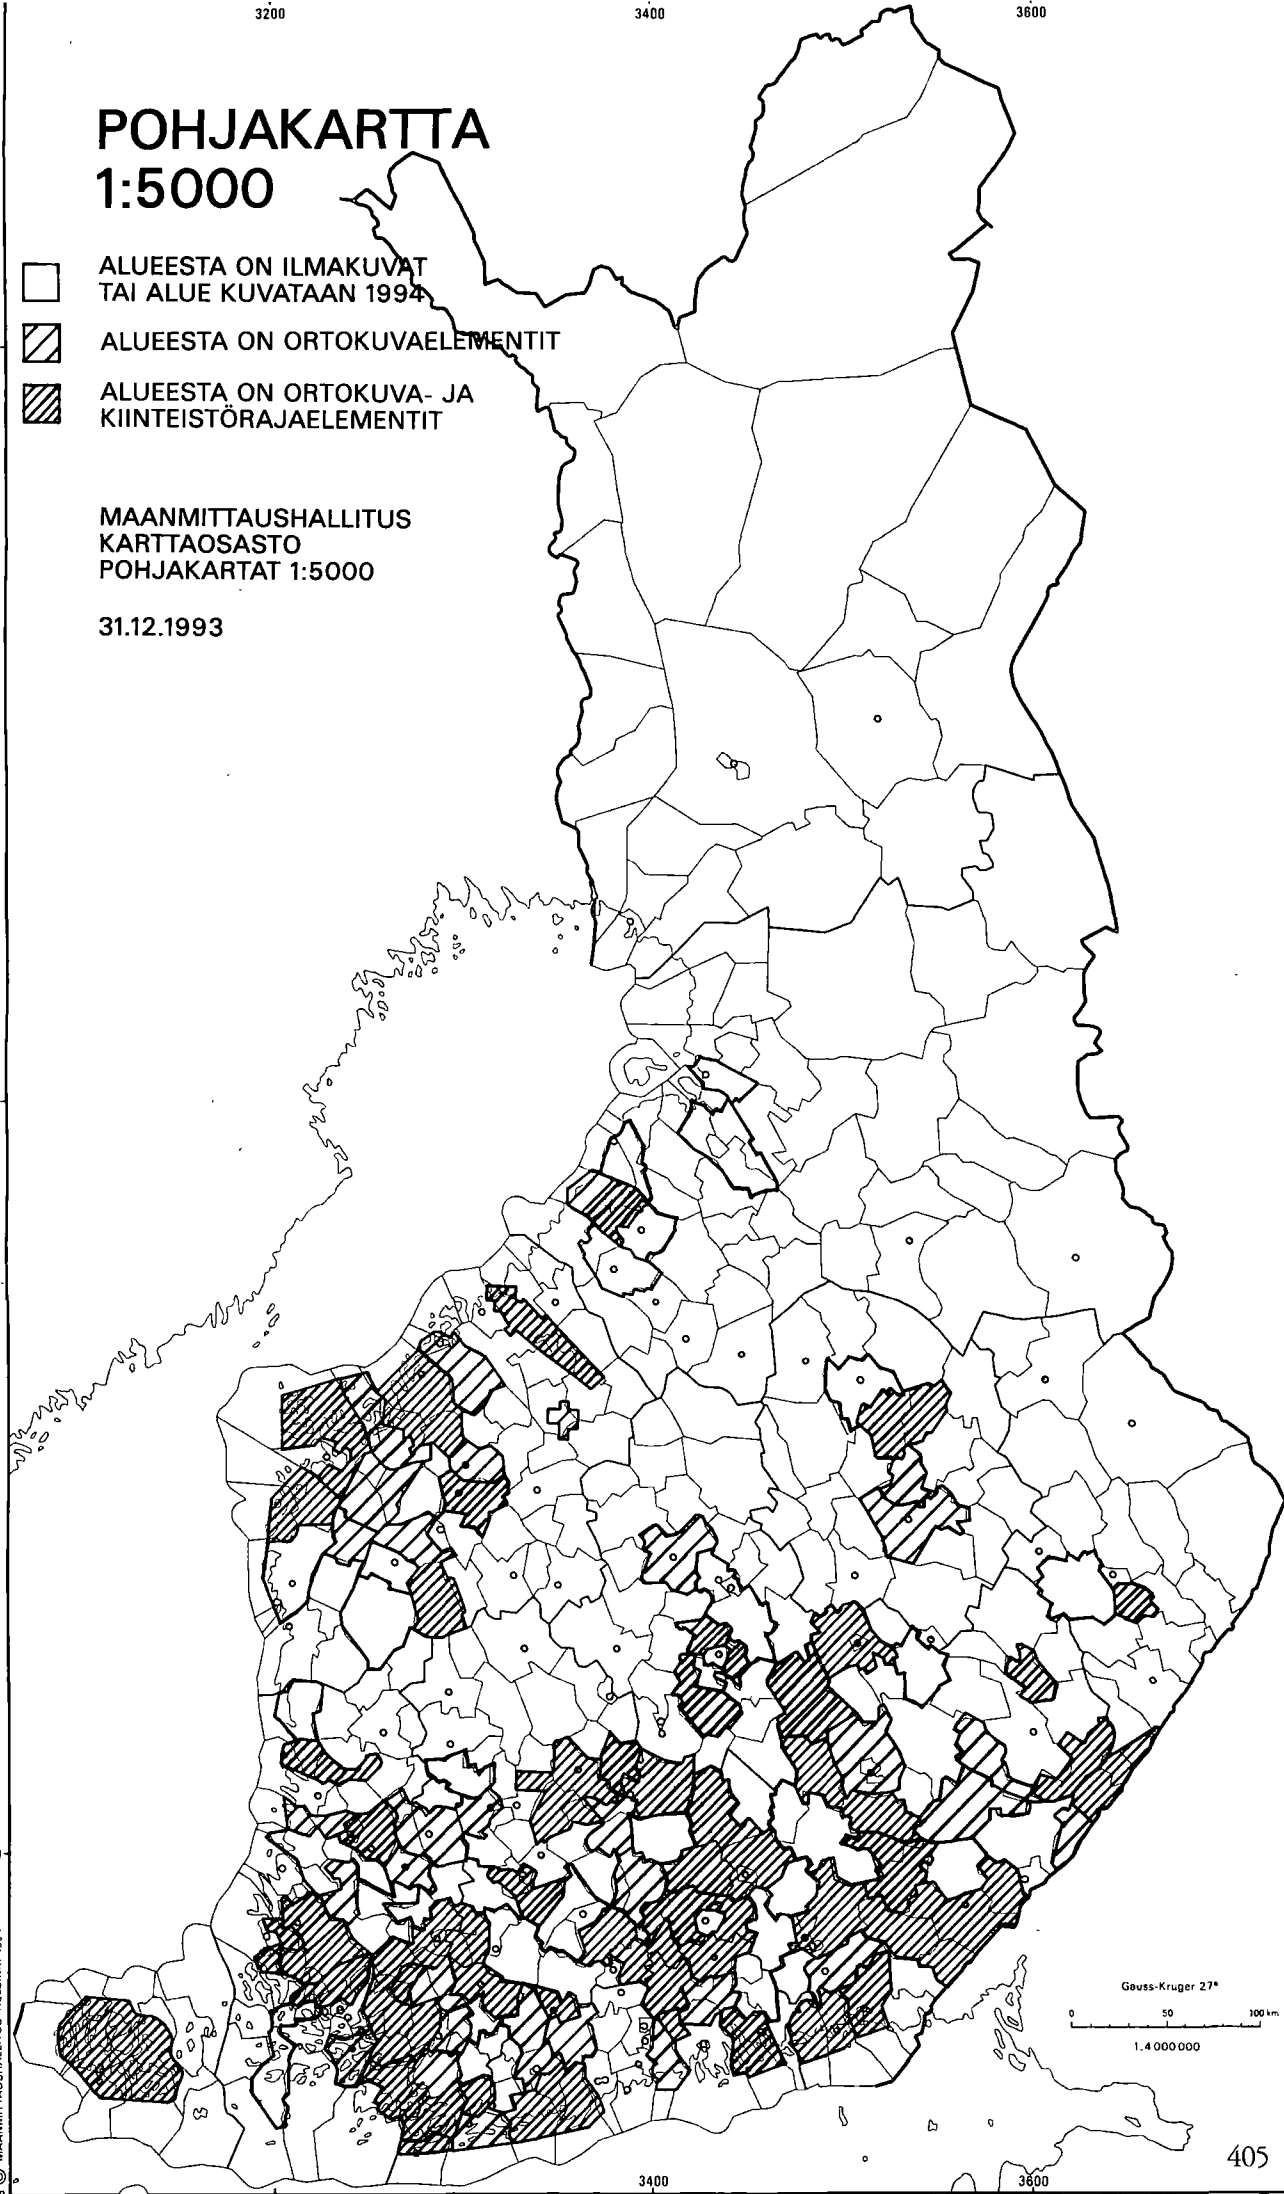 3200
3400
3600
POHJAKARTTA
1:5000
ALUEESTA ON ILMAKUVAT
TAI ALUE KUVATAAN 1994
ALUEESTA ON ORTOKUVAELEMENTIT
ALUEESTA ON ORTOKUVA- JA
KIINTEISTÖRAJAELEMENTIT
MAANMITTAUSHALLITUS
KARTTAOSASTO
POHJAKARTAT 1:5000
31.12.1993
Gauss-Kruger 27°
0 50 100 km
1:4 000 000
405
3400
3600